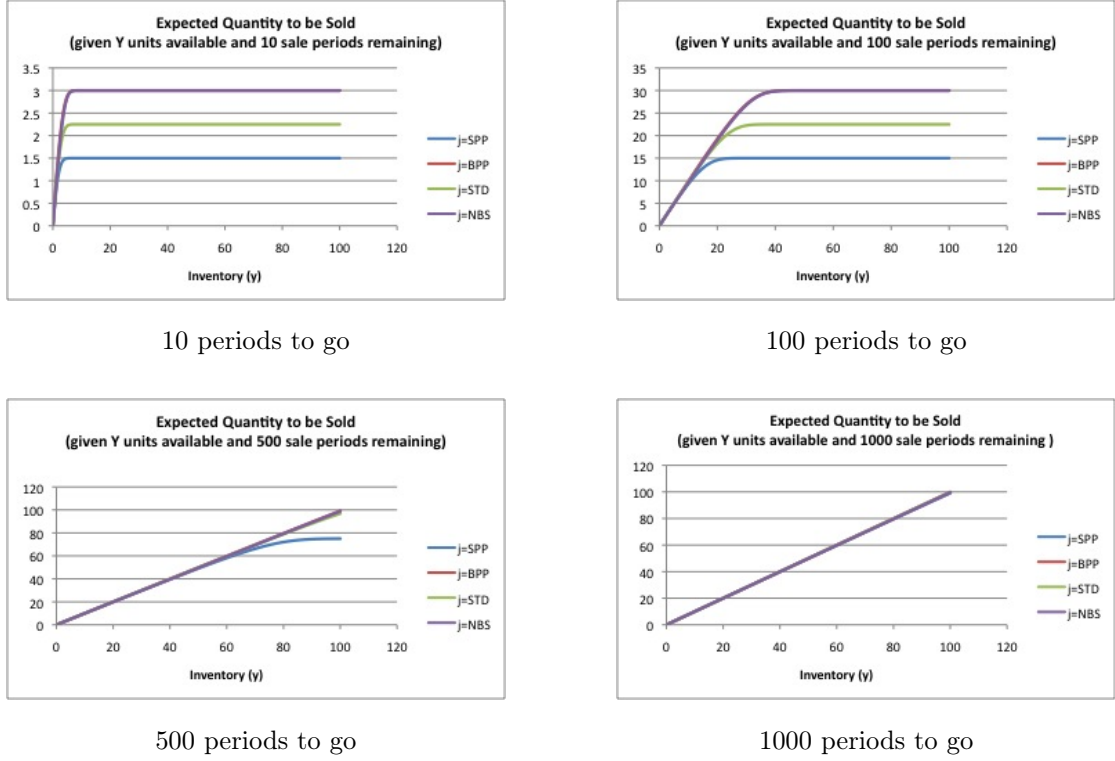 Expected Quantity to be Sold
(given Y units available and 10 sale periods remaining)
3.5
3
2.5
2
1.5
1
0.5
0
0 20 40 60 80 100 120
Inventory (y)
j=SPP
j=BPP
j=STD
j=NBS
10 periods to go
Expected Quantity to be Sold
(given Y units available and 100 sale periods remaining)
35
30
25
20
15
10
5
0
0 20 40 60 80 100 120
Inventory (y)
j=SPP
j=BPP
j=STD
j=NBS
100 periods to go
Expected Quantity to be Sold
(given Y units available and 500 sale periods remaining)
120
100
80
60
40
20
0
0 20 40 60 80 100 120
Inventory (y)
j=SPP
j=BPP
j=STD
j=NBS
500 periods to go
Expected Quantity to be Sold
(given Y units available and 1000 sale periods remaining )
120
100
80
60
40
20
0
0 20 40 60 80 100 120
Inventory (y)
j=SPP
j=BPP
j=STD
j=NBS
1000 periods to go